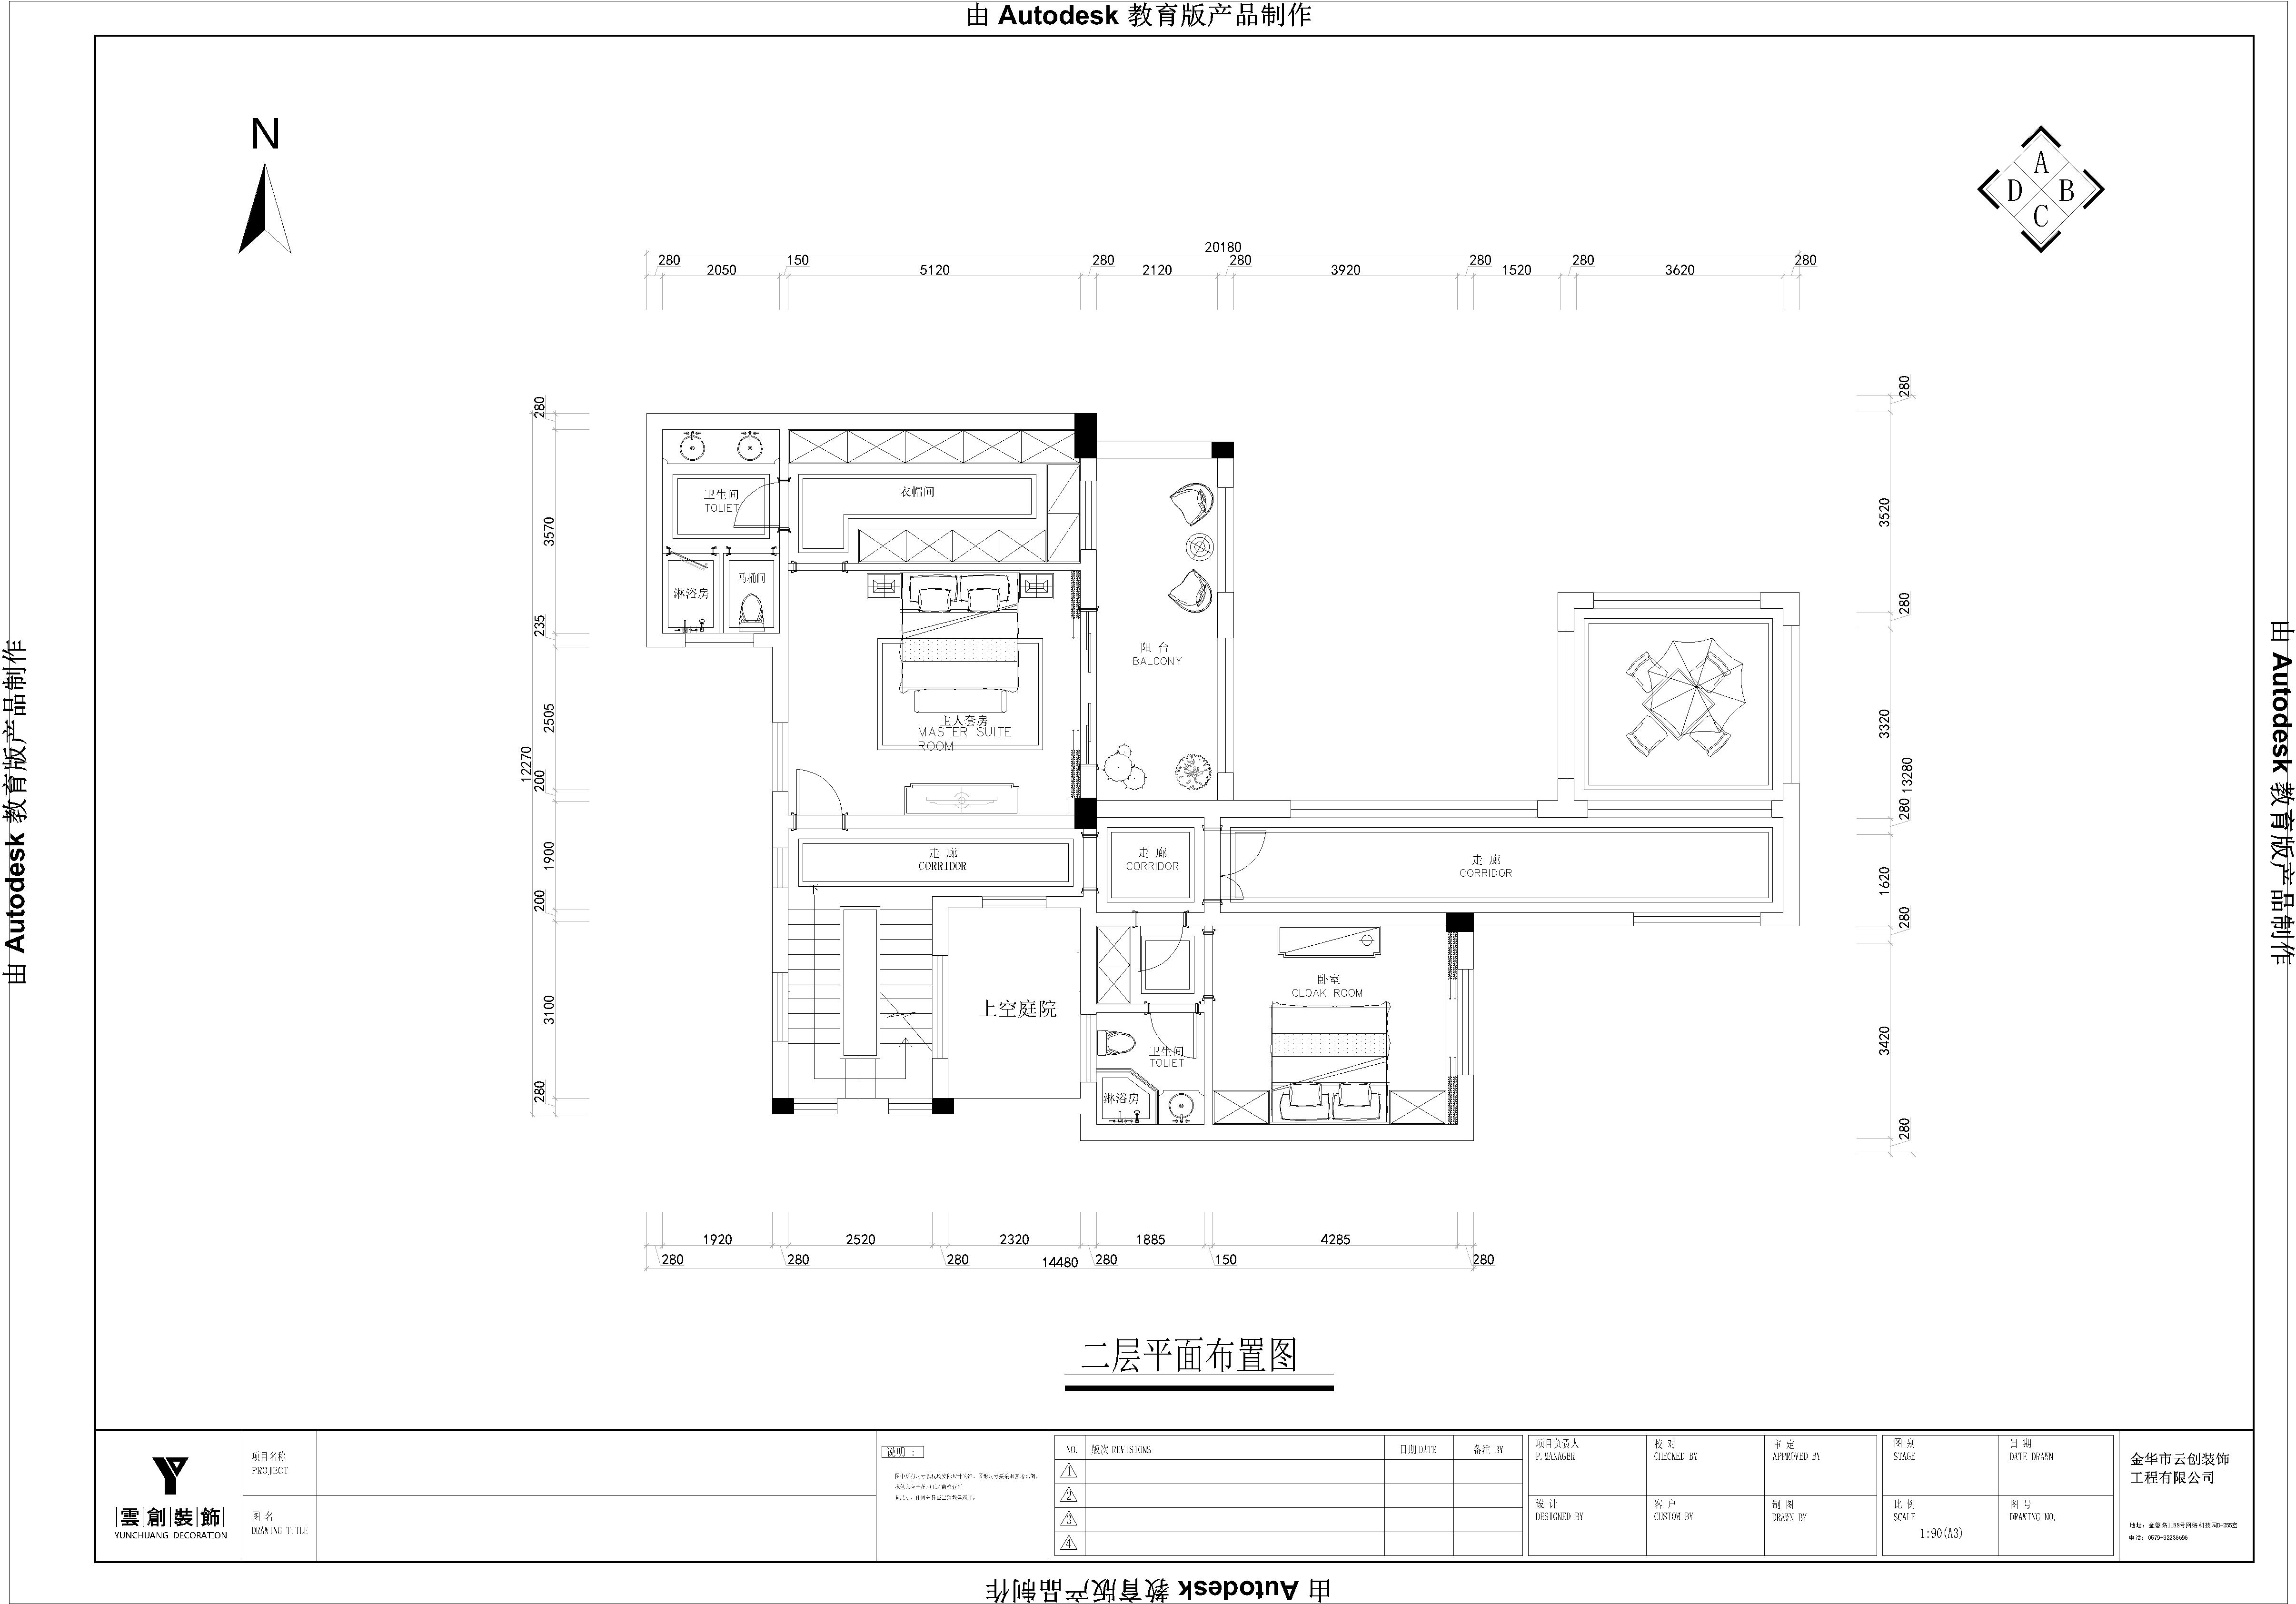 由 Autodesk 教育版产品制作
N
A
D B
C
20180
280 150 280 280 280 280 280
2050 5120 2120 3920 1520 3620
280
3570
235
2505
12270
200
1900
200
3100
280
280
3520
280
3320
13280
280
1620
280
3420
280
卫生间
TOLIET
衣帽间
淋浴房
马桶间
主人套房
MASTER SUITE
ROOM
阳 台
BALCONY
走 廊
CORRIDOR
走 廊
CORRIDOR
走 廊
CORRIDOR
下
上空庭院
卧室
CLOAK ROOM
卫生间
TOLIET
淋浴房
1920 2520 2320 1885 4285
280 280 280 14480 280 150 280
二层平面布置图
由 Autodesk 教育版产品制作
由 Autodesk 教育版产品制作
雲創裝飾
YUNCHUANG DECORATION
项目名称
PROJECT
图 名
DRAWING TITLE
说明：
NO. 版次 REVISIONS 日期 DATE 备注 BY
1
2
3
4
项目负责人
P.MANAGER
校 对
CHECKED BY
审 定
APPROVED BY
图 别
STAGE
日 期
DATE DRAWN
设 计
DESIGNED BY
客 户
CUSTOM BY
制 图
DRAWN BY
比 例
SCALE
1:90(A3)
图 号
DRAWING NO.
金华市云创装饰
工程有限公司
由 Autodesk 教育版产品制作